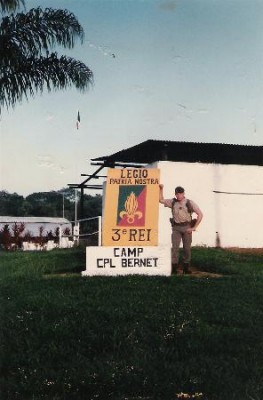 LEGIO
PATRIA NOSTRA
3e REI
CAMP
CPL BERNET